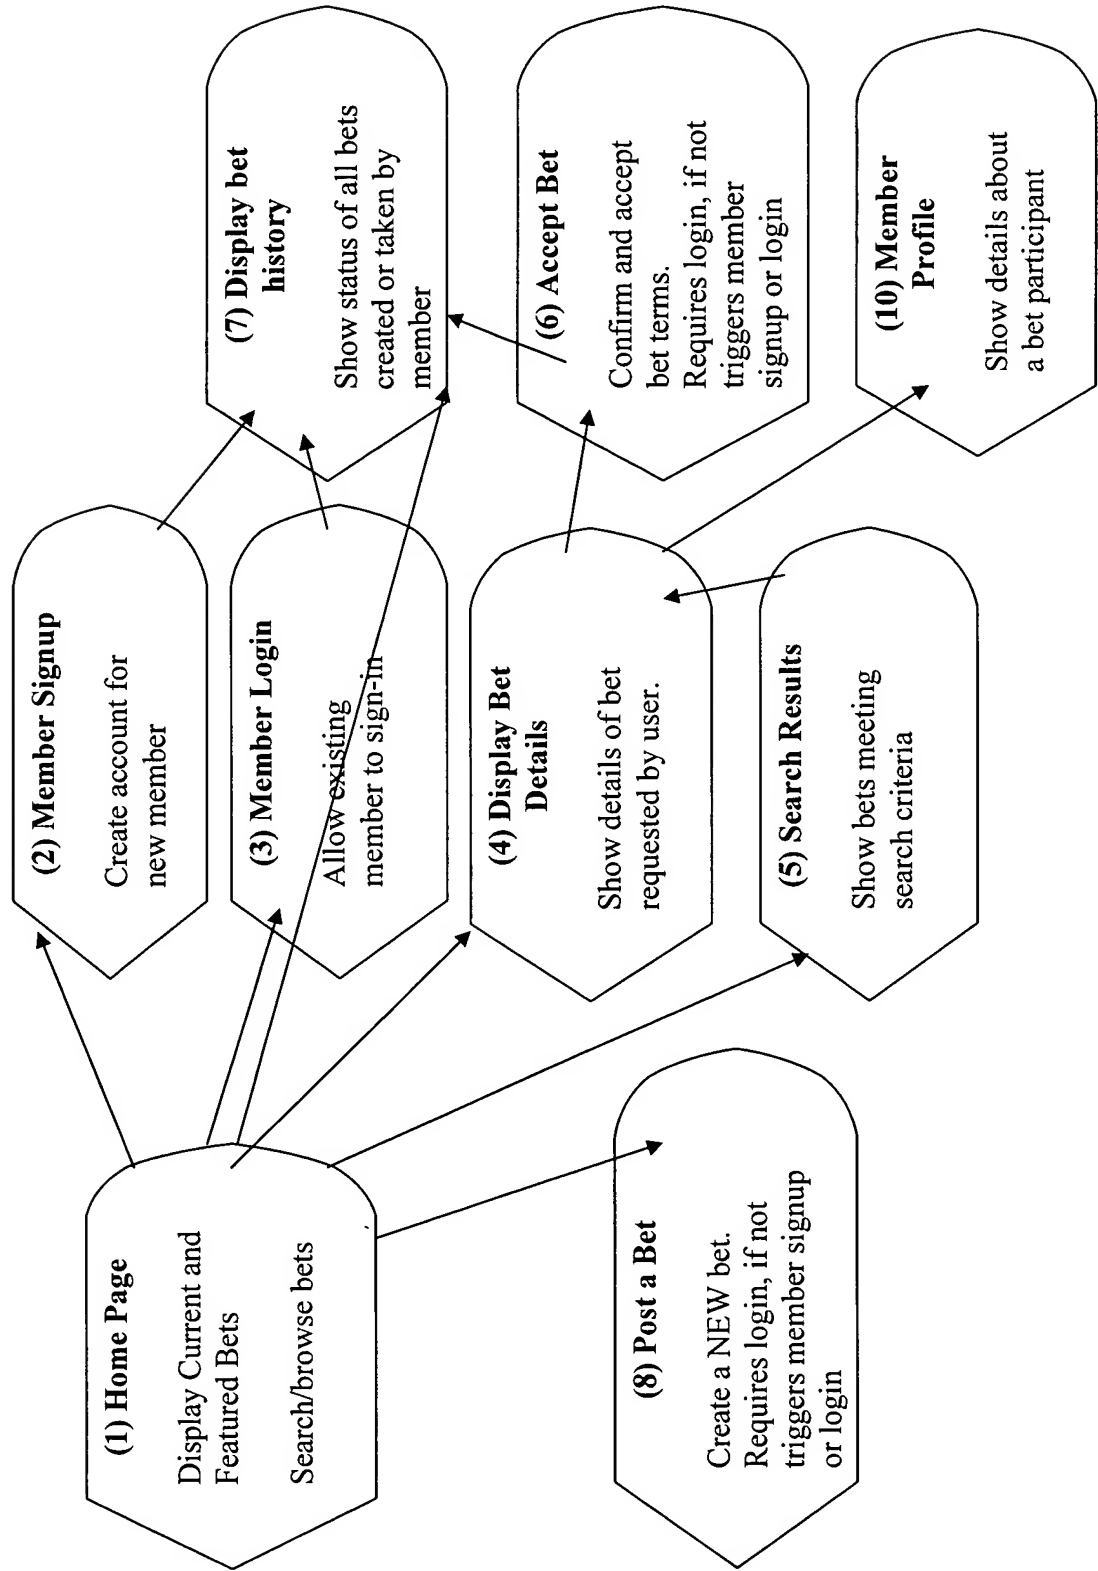 (1) Home Page
Display Current and
Featured Bets
Search/browse bets
(2) Member Signup
Create account for
new member
(3) Member Login
Allow existing
member to sign-in
(4) Display Bet
Details
Show details of bet
requested by user.
(5) Search Results
Show bets meeting
search criteria
(8) Post a Bet
Create a NEW bet.
Requires login, if not
triggers member signup
or login
(7) Display bet
history
Show status of all bets
created or taken by
member
(6) Accept Bet
Confirm and accept
bet terms.
Requires login, if not
triggers member
signup or login
(10) Member
Profile
Show details about
a bet participant